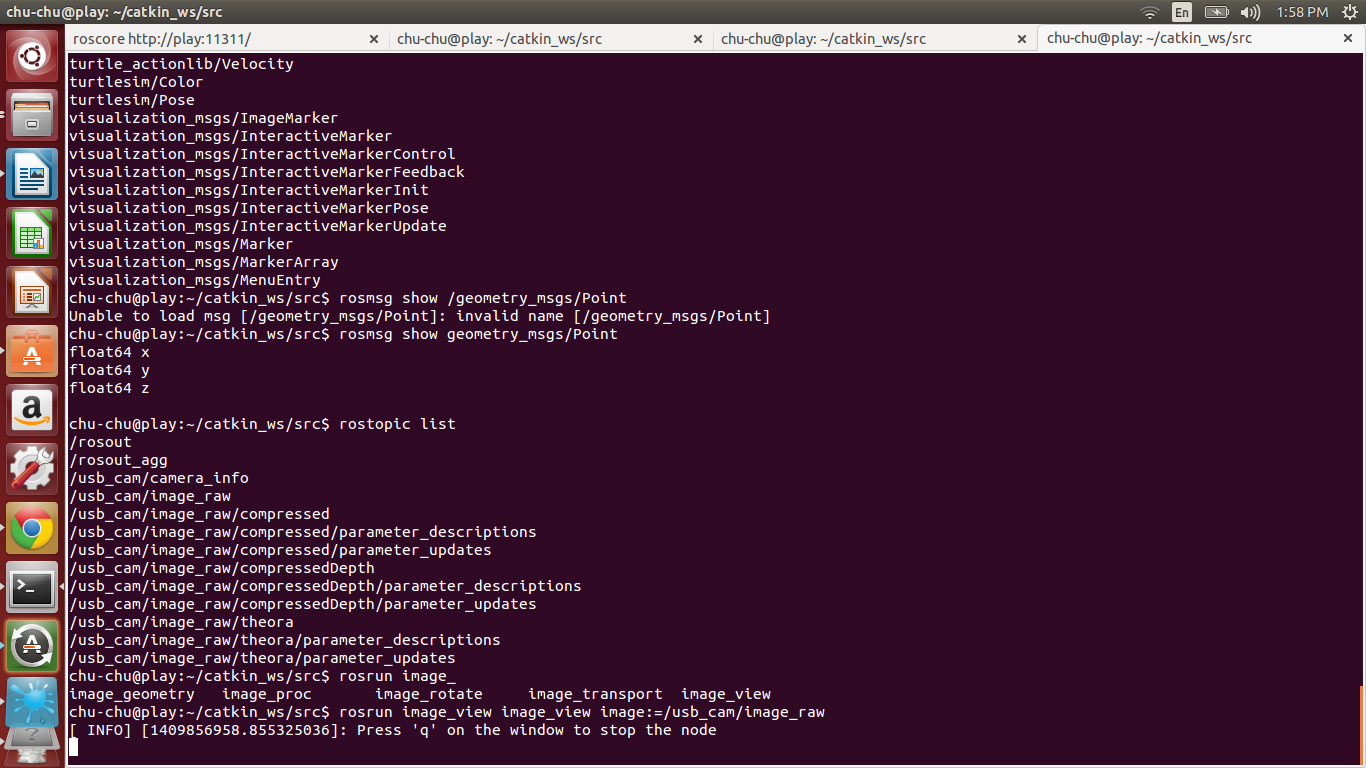 chu-chu@play: ~/catkin_ws/src
En
1:58 PM
roscore http://play:11311/
chu-chu@play: ~/catkin_ws/src
chu-chu@play: ~/catkin_ws/src
chu-chu@play: ~/catkin_ws/src
turtle_actionlib/Velocity
turtlesim/Color
turtlesim/Pose
visualization_msgs/ImageMarker
visualization_msgs/InteractiveMarker
visualization_msgs/InteractiveMarkerControl
visualization_msgs/InteractiveMarkerFeedback
visualization_msgs/InteractiveMarkerInit
visualization_msgs/InteractiveMarkerPose
visualization_msgs/InteractiveMarkerUpdate
visualization_msgs/Marker
visualization_msgs/MarkerArray
visualization_msgs/MenuEntry
chu-chu@play:~/catkin_ws/src$ rosmsg show /geometry_msgs/Point
Unable to load msg [/geometry_msgs/Point]: invalid name [/geometry_msgs/Point]
chu-chu@play:~/catkin_ws/src$ rosmsg show geometry_msgs/Point
float64 x
float64 y
float64 z
chu-chu@play:~/catkin_ws/src$ rostopic list
/rosout
/rosout_agg
/usb_cam/camera_info
/usb_cam/image_raw
/usb_cam/image_raw/compressed
/usb_cam/image_raw/compressed/parameter_descriptions
/usb_cam/image_raw/compressed/parameter_updates
/usb_cam/image_raw/compressedDepth
/usb_cam/image_raw/compressedDepth/parameter_descriptions
/usb_cam/image_raw/compressedDepth/parameter_updates
/usb_cam/image_raw/theora
/usb_cam/image_raw/theora/parameter_descriptions
/usb_cam/image_raw/theora/parameter_updates
chu-chu@play:~/catkin_ws/src$ rosrun image_
image_geometry image_proc image_rotate image_transport image_view
chu-chu@play:~/catkin_ws/src$ rosrun image_view image_view image:=/usb_cam/image_raw
[ INFO] [1409856958.855325036]: Press 'q' on the window to stop the node